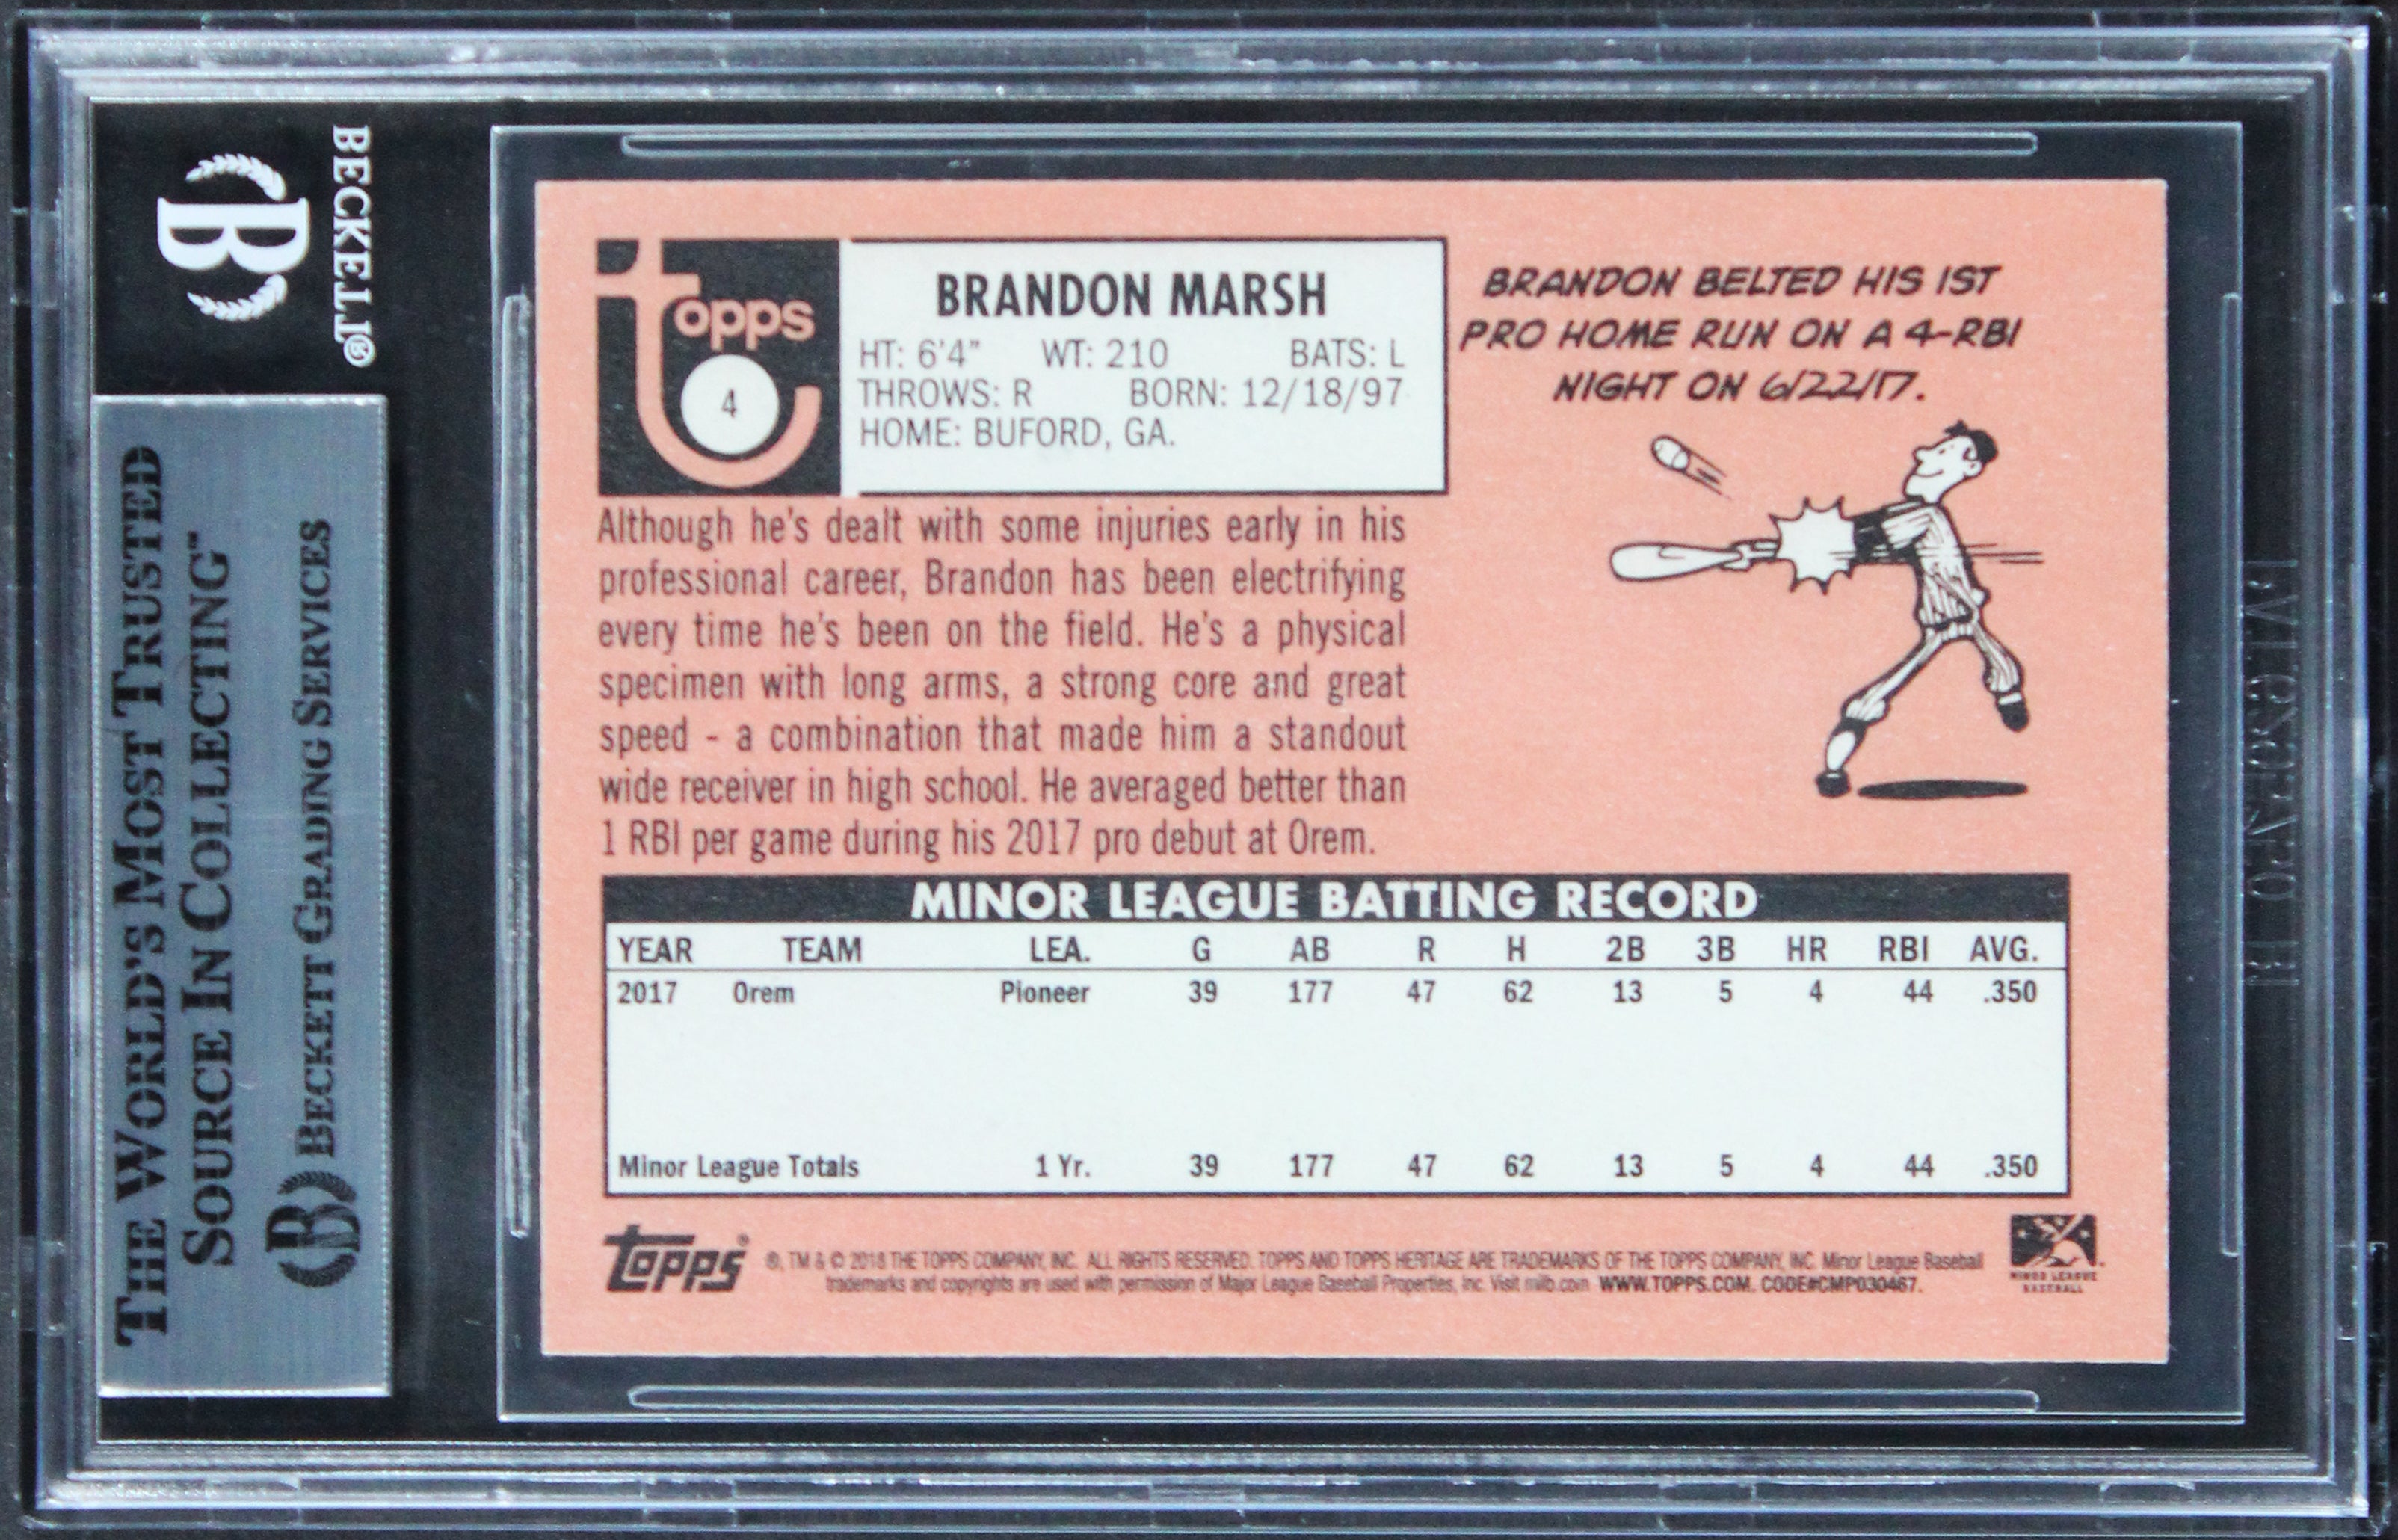 BECKETT®
B
THE WORLD'S MOST TRUSTED
SOURCE IN COLLECTING™
B BECKETT GRADING SERVICES
topps
4
BRANDON MARSH
HT: 6'4" WT: 210 BATS: L
THROWS: R BORN: 12/18/97
HOME: BUFORD, GA.
BRANDON BELTED HIS 1ST
PRO HOME RUN ON A 4-RBI
NIGHT ON 6/22/17.
Although he's dealt with some injuries early in his
professional career, Brandon has been electrifying
every time he's been on the field. He's a physical
specimen with long arms, a strong core and great
speed - a combination that made him a standout
wide receiver in high school. He averaged better than
1 RBI per game during his 2017 pro debut at Orem.
MINOR LEAGUE BATTING RECORD
YEAR TEAM LEA. G AB R H 2B 3B HR RBI AVG.
2017 Orem Pioneer 39 177 47 62 13 5 4 44 .350
Minor League Totals 1 Yr. 39 177 47 62 13 5 4 44 .350
topps® ®, TM & © 2018 THE TOPPS COMPANY, INC. ALL RIGHTS RESERVED. TOPPS AND TOPPS HERITAGE ARE TRADEMARKS OF THE TOPPS COMPANY, INC. Minor League Baseball
trademarks and copyrights are used with permission of Major League Baseball Properties, Inc. Visit milb.com WWW.TOPPS.COM. CODE#CMP030467.
MINOR LEAGUE
BASEBALL